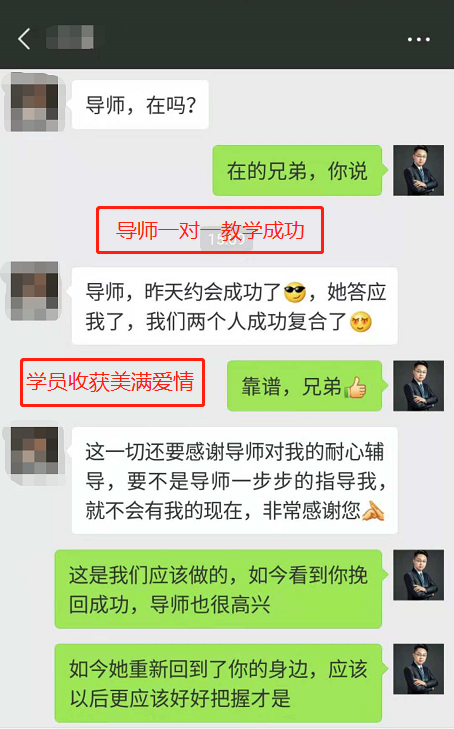 导师，在吗？
在的兄弟，你说
导师一对一教学成功
导师，昨天约会成功了😎，她答应
我了，我们两个人成功复合了😍
学员收获美满爱情
靠谱，兄弟👍
这一切还要感谢导师对我的耐心辅
导，要不是导师一步步的指导我，
就不会有我的现在，非常感谢您🙏
这是我们应该做的，如今看到你挽
回成功，导师也很高兴
如今她重新回到了你的身边，应该
以后更应该好好把握才是